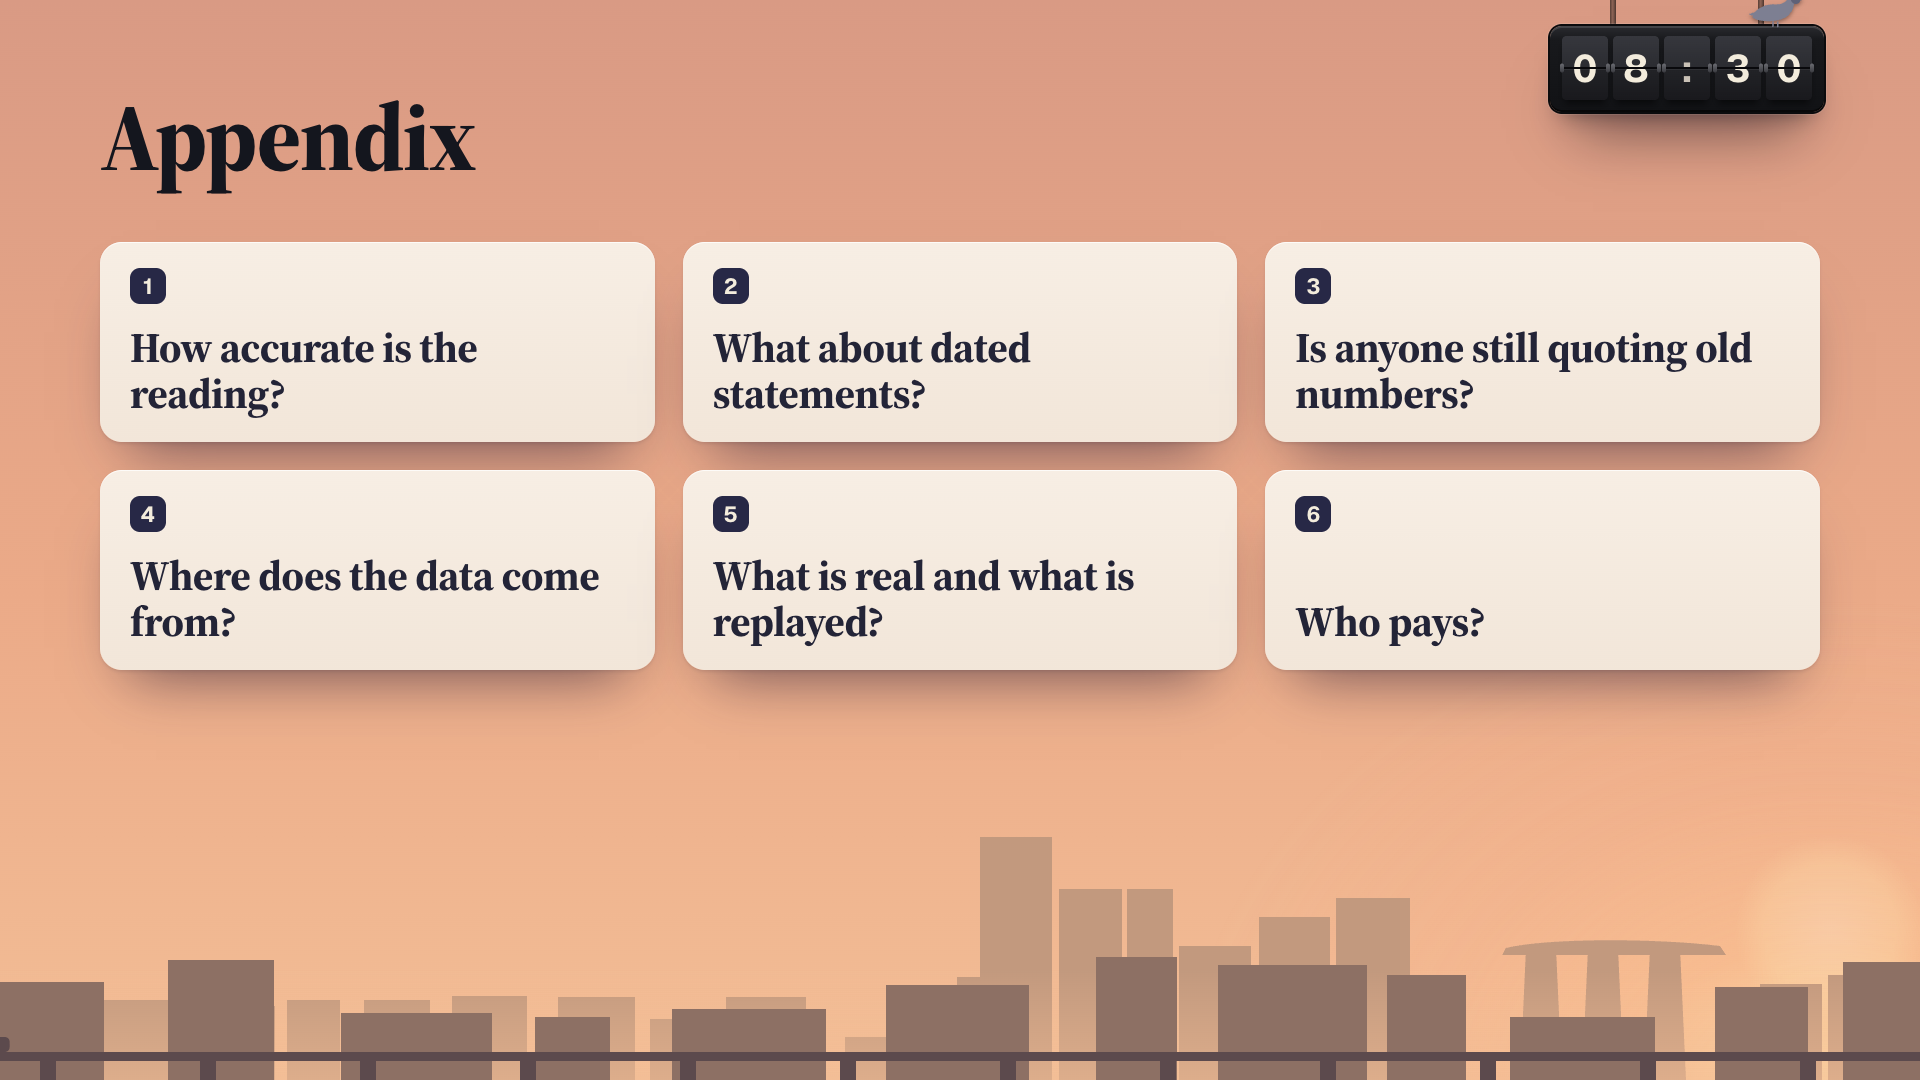 08:30
Appendix
1
How accurate is the
reading?
2
What about dated
statements?
3
Is anyone still quoting old
numbers?
4
Where does the data come
from?
5
What is real and what is
replayed?
6
Who pays?